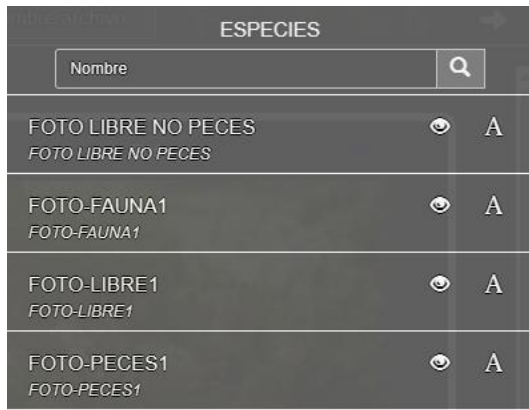 ESPECIES
Nombre
FOTO LIBRE NO PECES A
FOTO LIBRE NO PECES
FOTO-FAUNA1 A
FOTO-FAUNA1
FOTO-LIBRE1 A
FOTO-LIBRE1
FOTO-PECES1 A
FOTO-PECES1